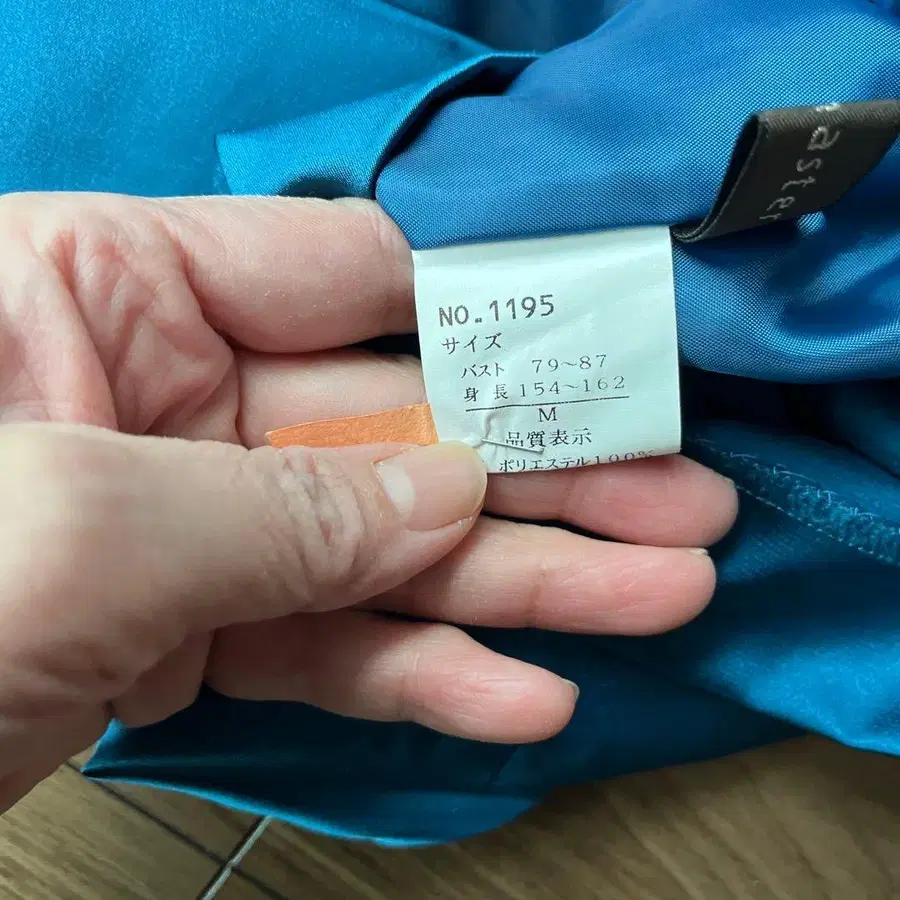 easter
NO.1195
サイズ
バスト 79~87
身長 154~162
M
品質表示
ポリエステル100%